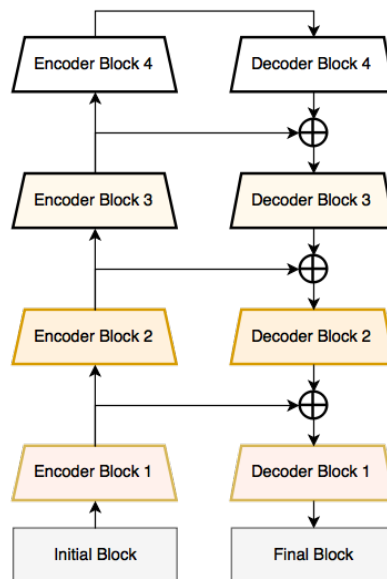 Encoder Block 4
Decoder Block 4
Encoder Block 3
Decoder Block 3
Encoder Block 2
Decoder Block 2
Encoder Block 1
Decoder Block 1
Initial Block
Final Block